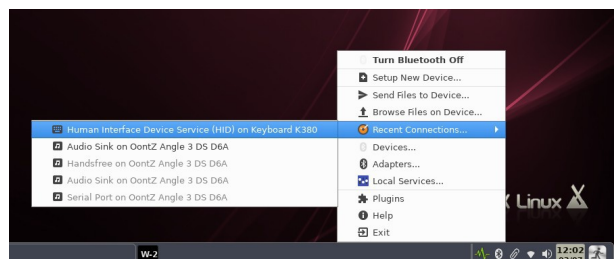 Turn Bluetooth Off
Setup New Device...
Send Files to Device...
Browse Files on Device...
Human Interface Device Service (HID) on Keyboard K380
Recent Connections...
Audio Sink on OontZ Angle 3 DS D6A
Devices...
Handsfree on OontZ Angle 3 DS D6A
Adapters...
Audio Sink on OontZ Angle 3 DS D6A
Local Services...
Serial Port on OontZ Angle 3 DS D6A
Plugins
Linux
Help
Exit
W-2
12:02